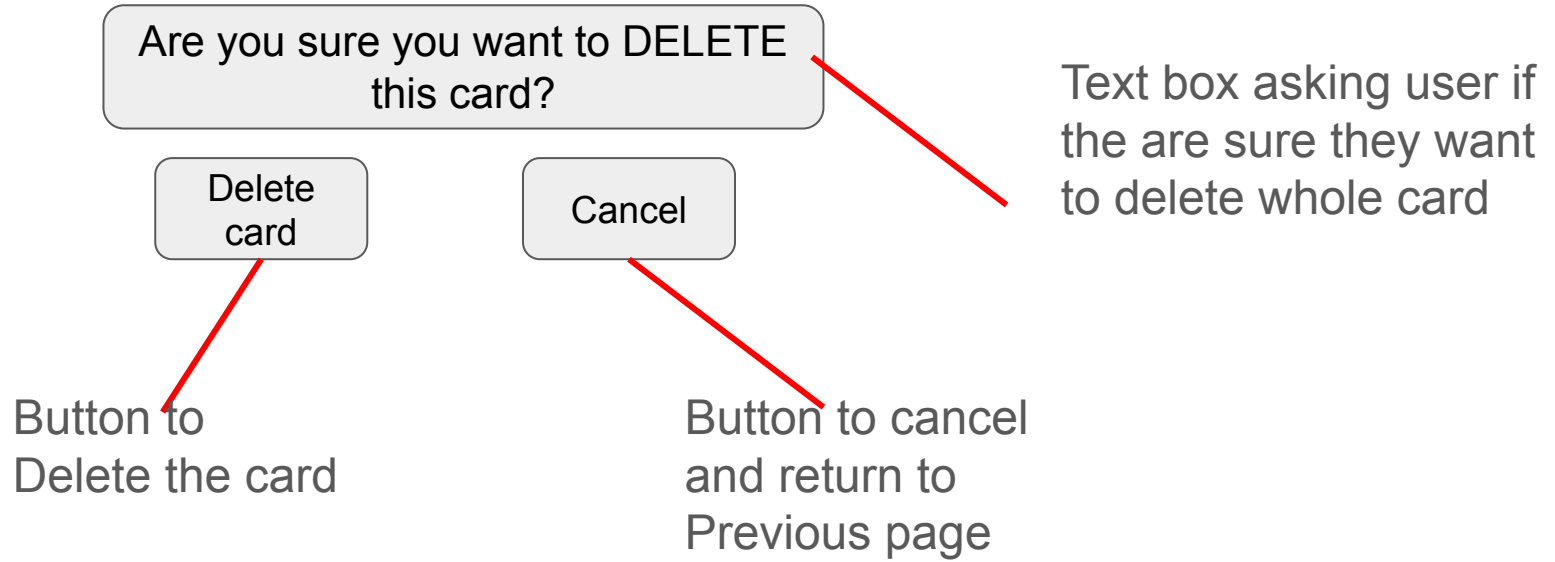 Are you sure you want to DELETE
this card?
Text box asking user if
the are sure they want
to delete whole card
Delete
card
Cancel
Button to
Delete the card
Button to cancel
and return to
Previous page